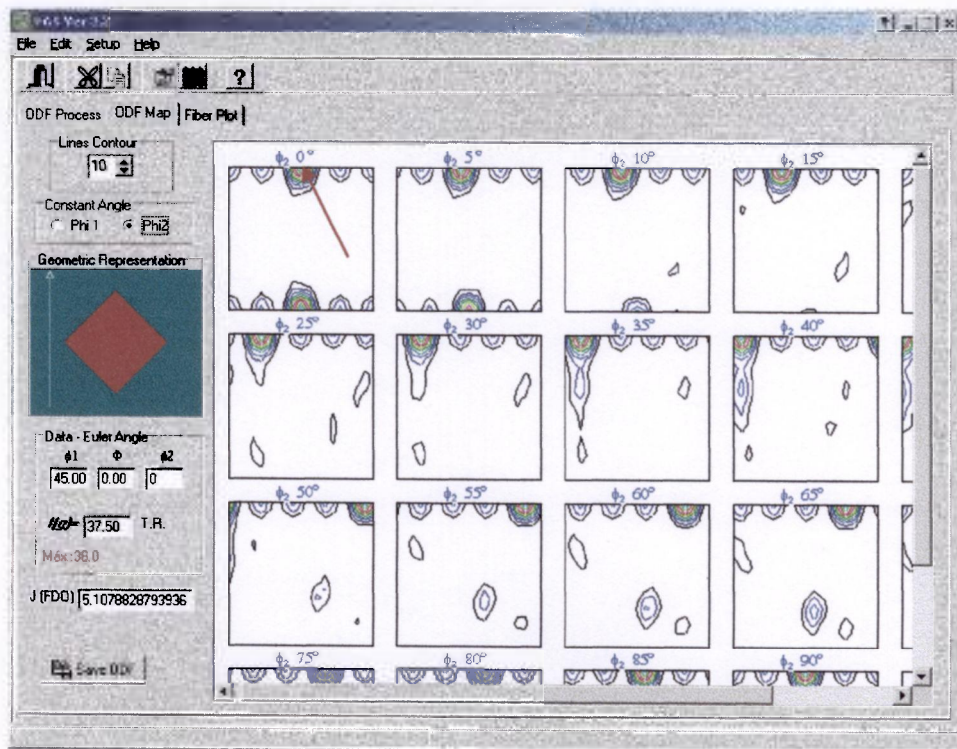 File Edit Setup Help
?
ODF Process ODF Map Fiber Plot
Lines Contour
10
Constant Angle
Phi 1 Phi2
Geometric Representation
Data - Euler Angle
ϕ1 Φ ϕ2
45.00 0.00 0
37.50 T.R.
Máx:38.0
J (FDO) 5.1078828793936
Save ODF
ϕ₂ 0° ϕ₂ 5° ϕ₂ 10° ϕ₂ 15°
ϕ₂ 25° ϕ₂ 30° ϕ₂ 35° ϕ₂ 40°
ϕ₂ 50° ϕ₂ 55° ϕ₂ 60° ϕ₂ 65°
ϕ₂ 75° ϕ₂ 80° ϕ₂ 85° ϕ₂ 90°